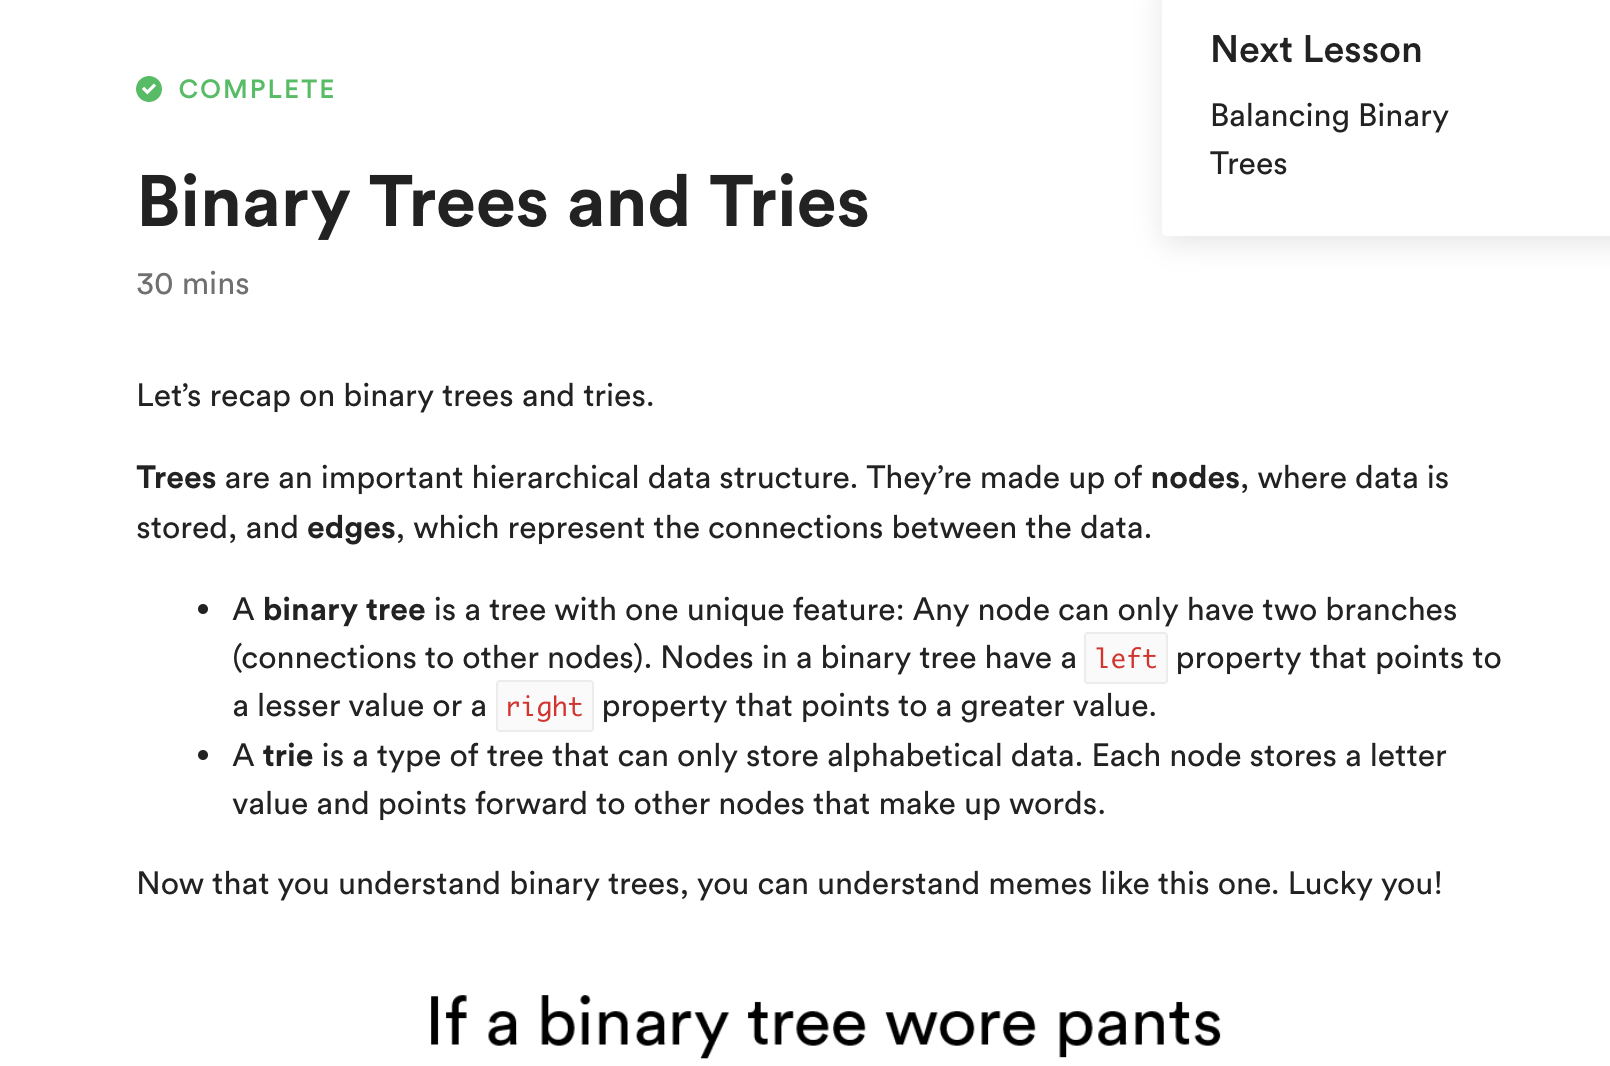 COMPLETE
Binary Trees and Tries
30 mins
Let’s recap on binary trees and tries.
Trees are an important hierarchical data structure. They’re made up of nodes, where data is
stored, and edges, which represent the connections between the data.
• A binary tree is a tree with one unique feature: Any node can only have two branches
(connections to other nodes). Nodes in a binary tree have a left property that points to
a lesser value or a right property that points to a greater value.
• A trie is a type of tree that can only store alphabetical data. Each node stores a letter
value and points forward to other nodes that make up words.
Now that you understand binary trees, you can understand memes like this one. Lucky you!
If a binary tree wore pants
Next Lesson
Balancing Binary
Trees